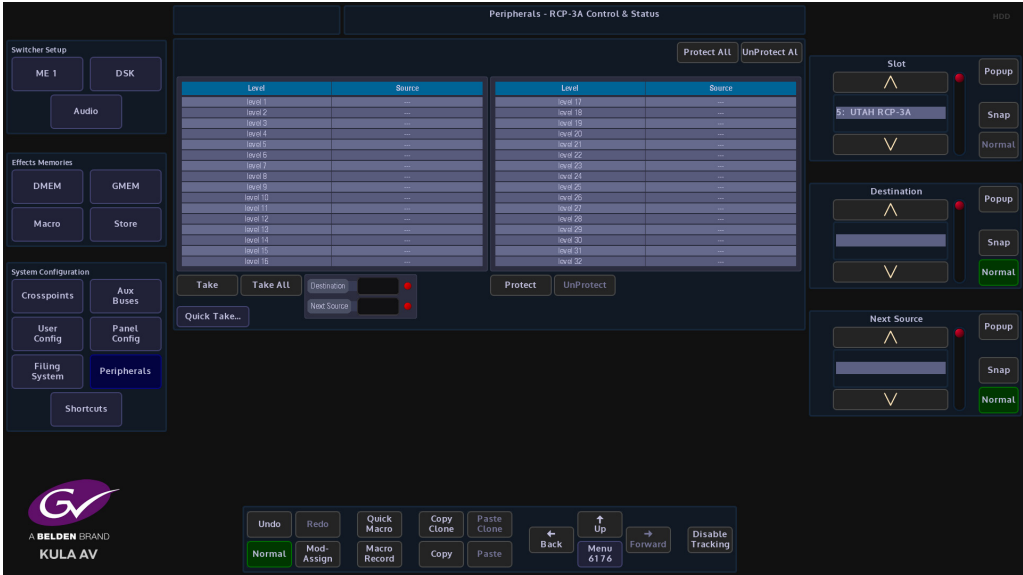 Peripherals - RCP-3A Control & Status
HDD
Switcher Setup
ME 1
DSK
Audio
Effects Memories
DMEM
GMEM
Macro
Store
System Configuration
Crosspoints
Aux
Buses
User
Config
Panel
Config
Filing
System
Peripherals
Shortcuts
Protect All
UnProtect Al
Level Source
level 1 ---
level 2 ---
level 3 ---
level 4 ---
level 5 ---
level 6 ---
level 7 ---
level 8 ---
level 9 ---
level 10 ---
level 11 ---
level 12 ---
level 13 ---
level 14 ---
level 15 ---
level 16 ---
Level Source
level 17 ---
level 18 ---
level 19 ---
level 20 ---
level 21 ---
level 22 ---
level 23 ---
level 24 ---
level 25 ---
level 26 ---
level 27 ---
level 28 ---
level 29 ---
level 30 ---
level 31 ---
level 32 ---
Take
Take All
Destination
Next Source
Quick Take...
Protect
UnProtect
Slot
5: UTAH RCP-3A
Popup
Snap
Normal
Destination
Popup
Snap
Normal
Next Source
Popup
Snap
Normal
GV
A BELDEN BRAND
KULA AV
Undo
Redo
Normal
Mod-
Assign
Quick
Macro
Macro
Record
Copy
Clone
Paste
Clone
Copy
Paste
Back
Up
Menu
6176
Forward
Disable
Tracking